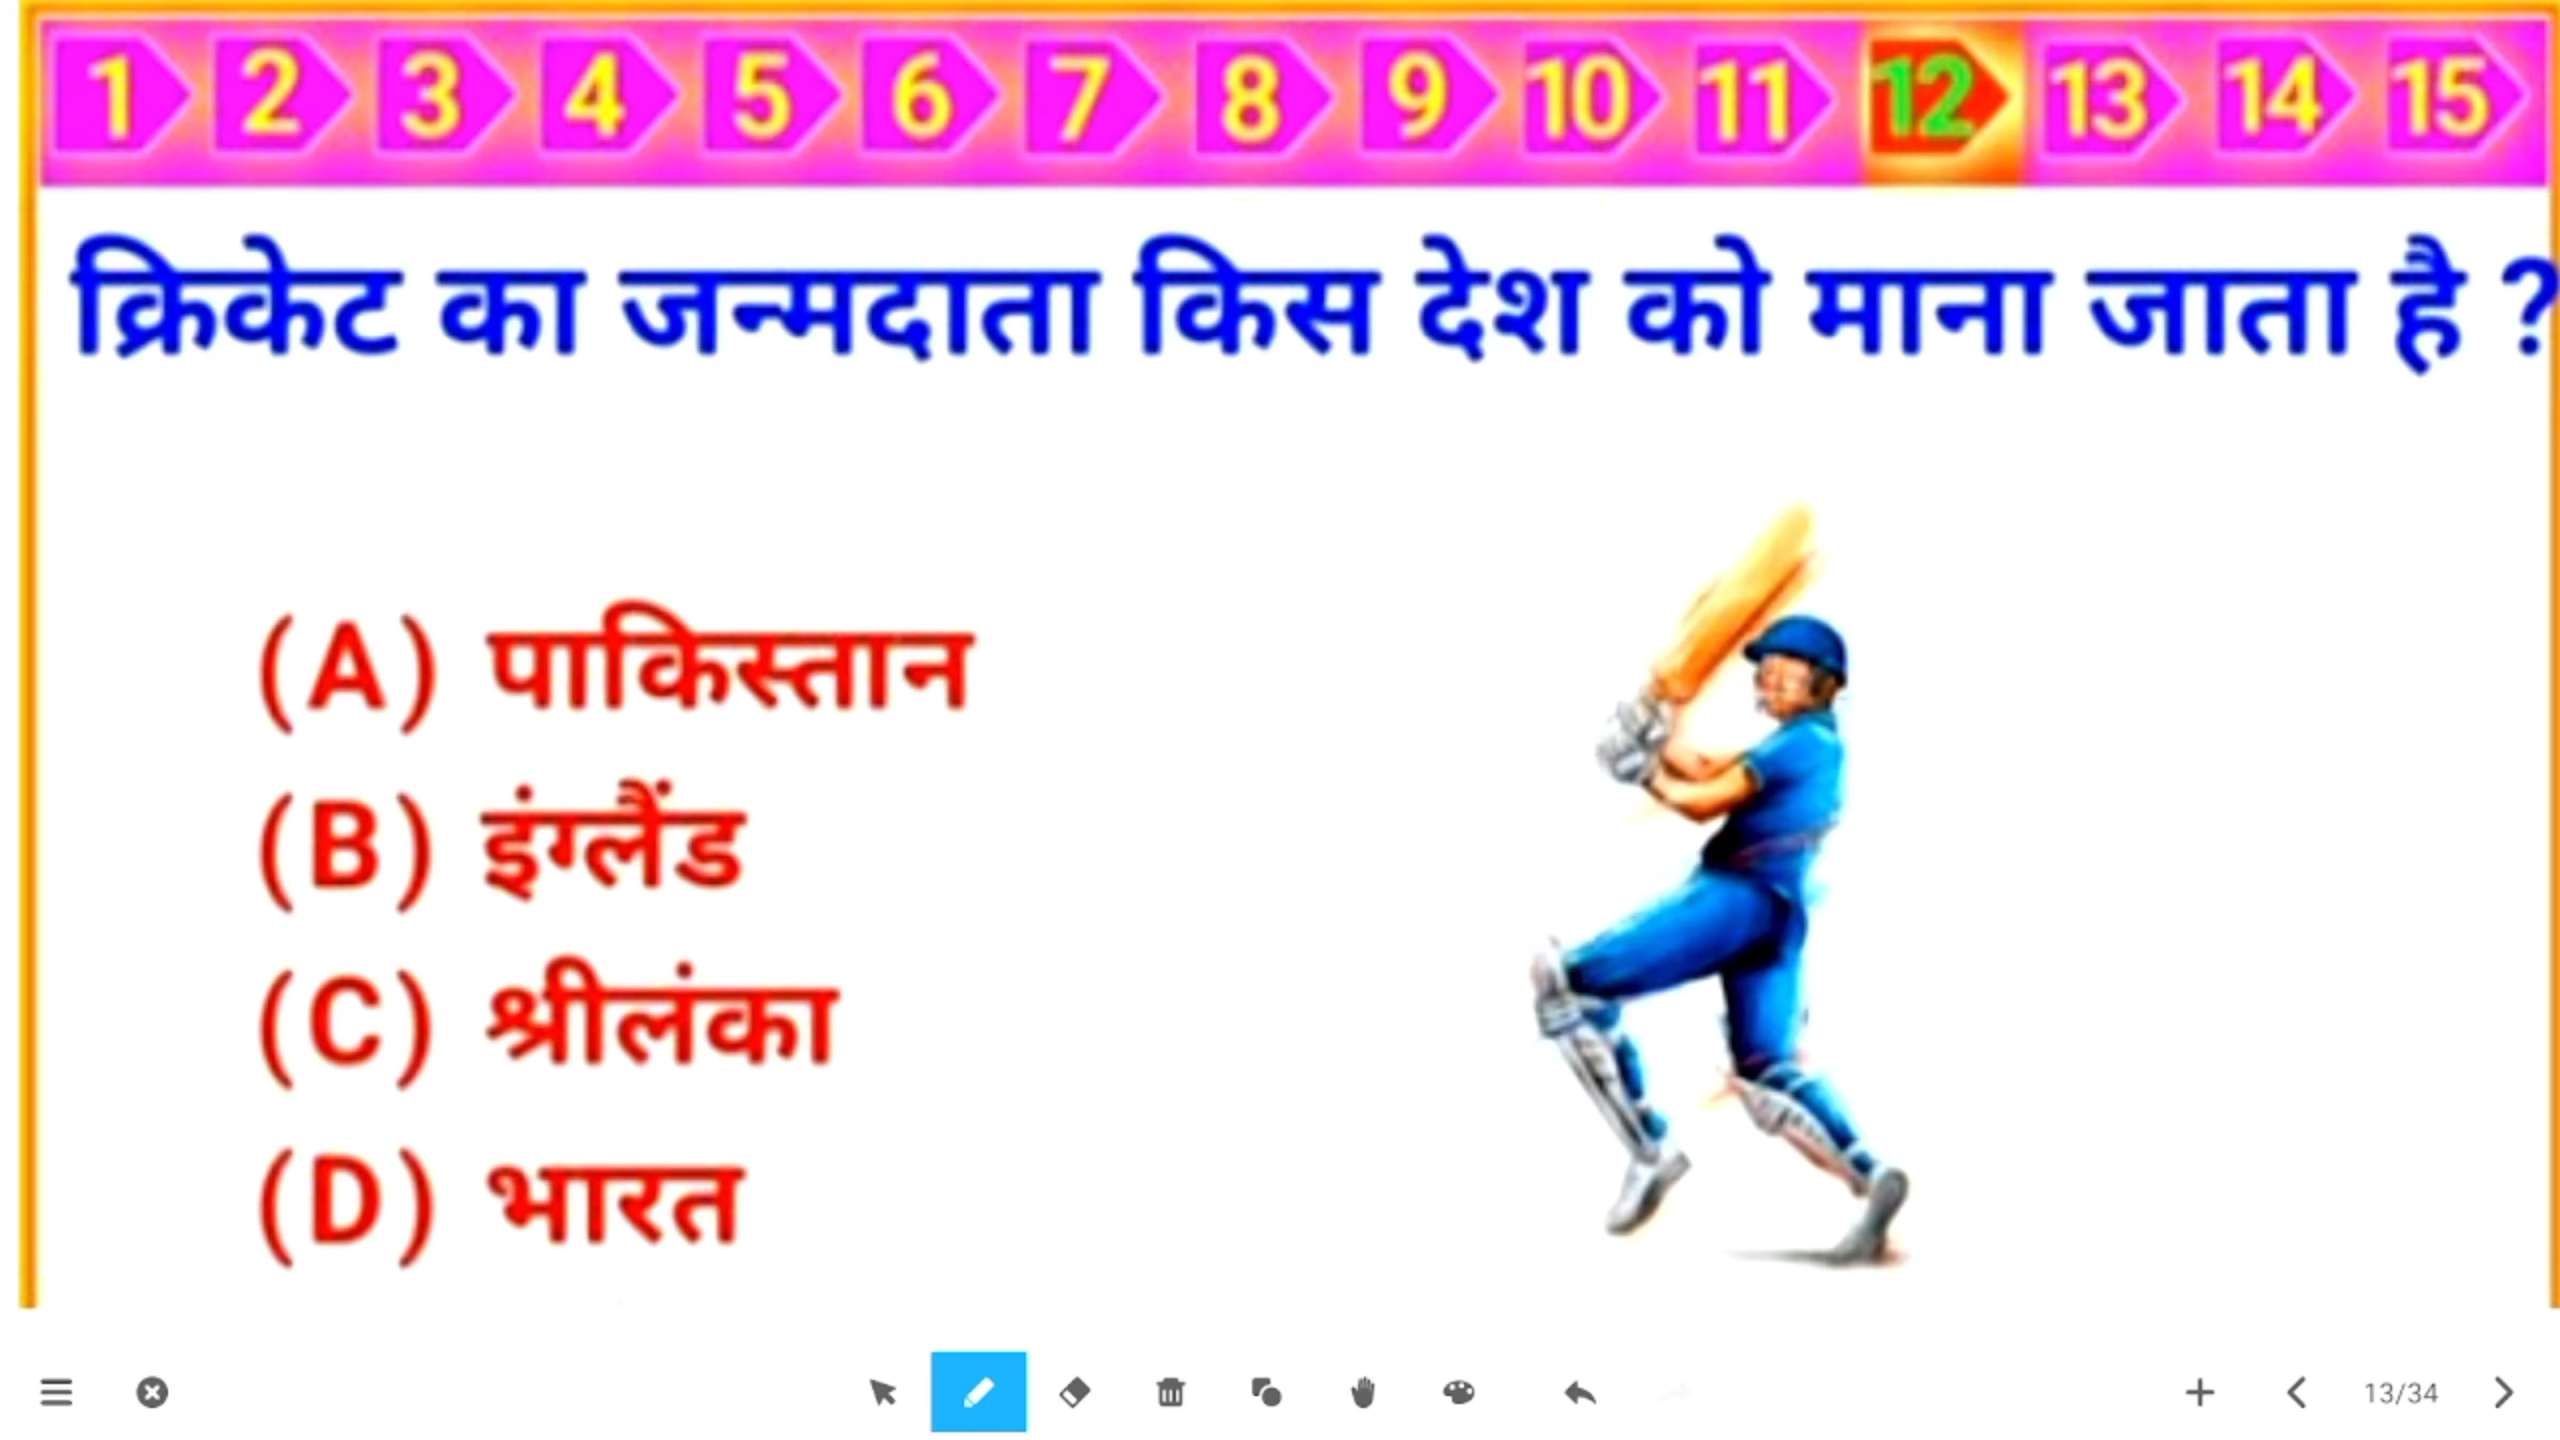 1 2 3 4 5 6 7 8 9 10 11 12 13 14 15
क्रिकेट का जन्मदाता किस देश को माना जाता है ?
(A) पाकिस्तान
(B) इंग्लैंड
(C) श्रीलंका
(D) भारत
13/34